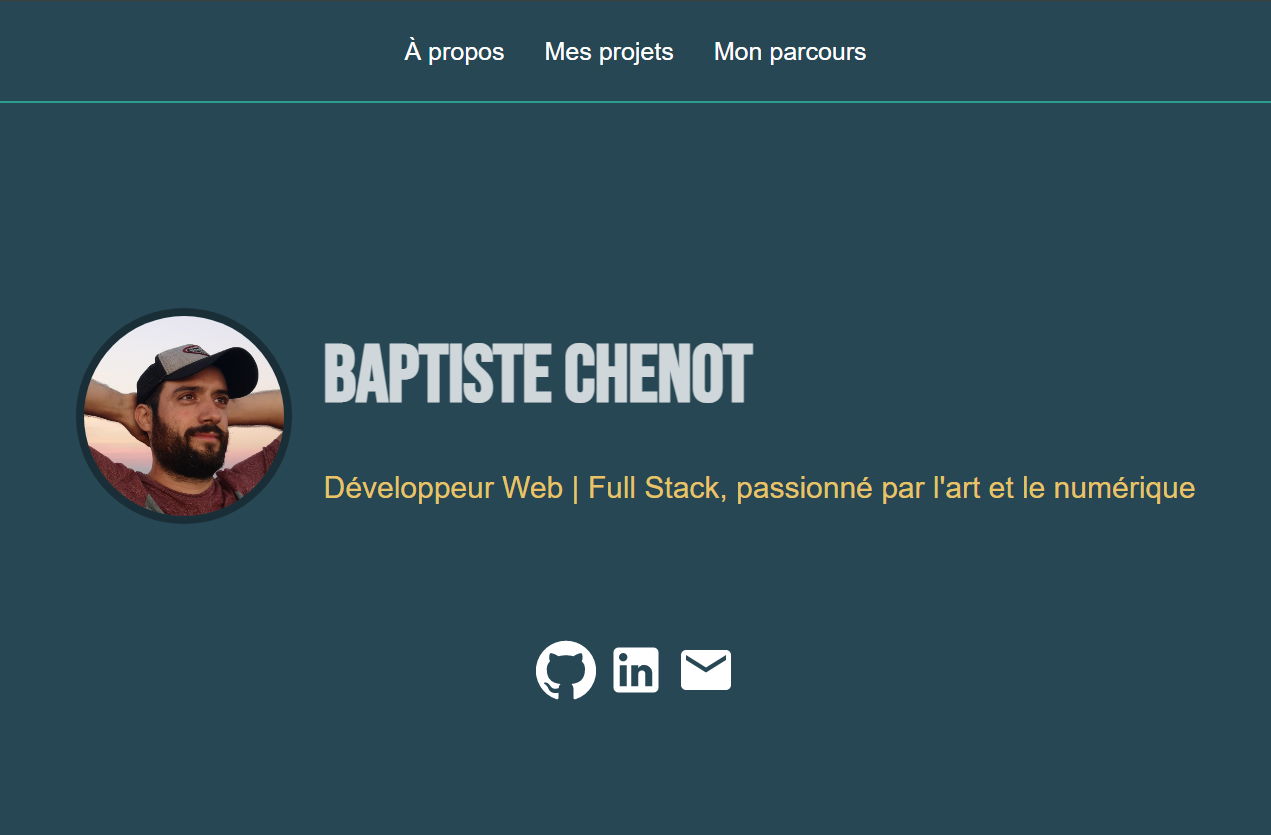 À propos Mes projets Mon parcours
BAPTISTE CHENOT
Développeur Web | Full Stack, passionné par l'art et le numérique
in